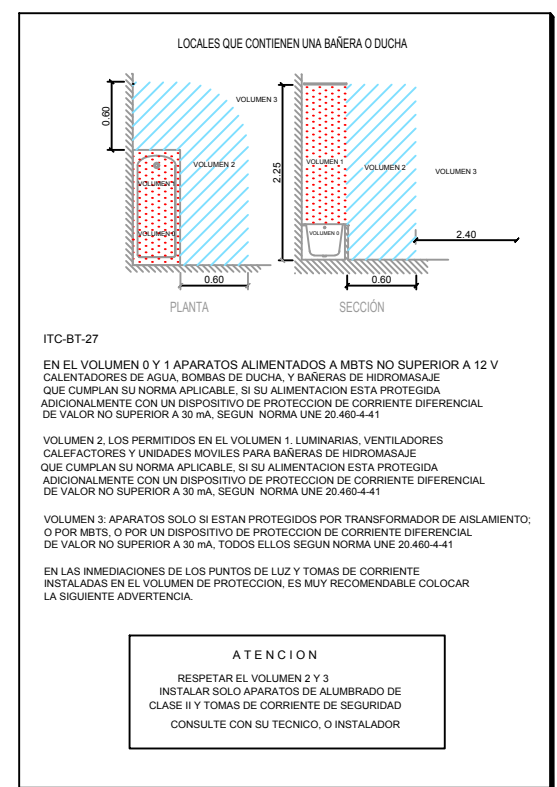 LOCALES QUE CONTIENEN UNA BAÑERA O DUCHA
0.60
VOLUMEN 3
VOLUMEN 2
VOLUMEN 1
VOLUMEN 0
0.60
PLANTA
2.25
VOLUMEN 1
VOLUMEN 2
VOLUMEN 3
VOLUMEN 0
2.40
0.60
SECCIÓN
ITC-BT-27
EN EL VOLUMEN 0 Y 1 APARATOS ALIMENTADOS A MBTS NO SUPERIOR A 12 V
CALENTADORES DE AGUA, BOMBAS DE DUCHA, Y BAÑERAS DE HIDROMASAJE
QUE CUMPLAN SU NORMA APLICABLE, SI SU ALIMENTACION ESTA PROTEGIDA
ADICIONALMENTE CON UN DISPOSITIVO DE PROTECCION DE CORRIENTE DIFERENCIAL
DE VALOR NO SUPERIOR A 30 mA, SEGUN NORMA UNE 20.460-4-41
VOLUMEN 2, LOS PERMITIDOS EN EL VOLUMEN 1. LUMINARIAS, VENTILADORES
CALEFACTORES Y UNIDADES MOVILES PARA BAÑERAS DE HIDROMASAJE
QUE CUMPLAN SU NORMA APLICABLE, SI SU ALIMENTACION ESTA PROTEGIDA
ADICIONALMENTE CON UN DISPOSITIVO DE PROTECCION DE CORRIENTE DIFERENCIAL
DE VALOR NO SUPERIOR A 30 mA, SEGUN NORMA UNE 20.460-4-41
VOLUMEN 3: APARATOS SOLO SI ESTAN PROTEGIDOS POR TRANSFORMADOR DE AISLAMIENTO;
O POR MBTS, O POR UN DISPOSITIVO DE PROTECCION DE CORRIENTE DIFERENCIAL
DE VALOR NO SUPERIOR A 30 mA, TODOS ELLOS SEGUN NORMA UNE 20.460-4-41
EN LAS INMEDIACIONES DE LOS PUNTOS DE LUZ Y TOMAS DE CORRIENTE
INSTALADAS EN EL VOLUMEN DE PROTECCION, ES MUY RECOMENDABLE COLOCAR
LA SIGUIENTE ADVERTENCIA.
A T E N C I O N
RESPETAR EL VOLUMEN 2 Y 3
INSTALAR SOLO APARATOS DE ALUMBRADO DE
CLASE II Y TOMAS DE CORRIENTE DE SEGURIDAD
CONSULTE CON SU TECNICO, O INSTALADOR